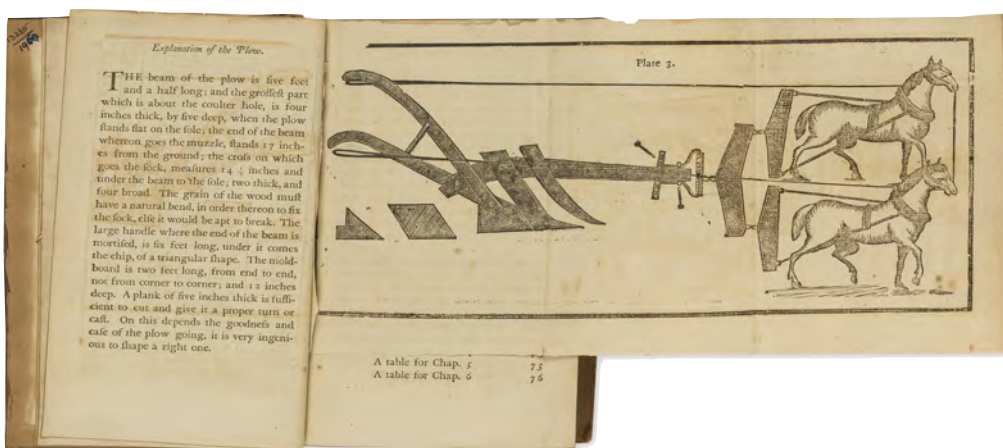 1969
Explanation of the Plow.
THE beam of the plow is five feet
and a half long; and the groſſeſt part
which is about the coulter hole, is four
inches thick, by five deep, when the plow
ſtands flat on the ſole; the end of the beam
whereon goes the muzzle, ſtands 17 inch-
es from the ground; the croſs on which
goes the ſock, meaſures 14 inches and
under the beam to the ſole; two thick, and
four broad. The grain of the wood muſt
have a natural bend, in order thereon to fix
the ſock, elſe it would be apt to break. The
large handle where the end of the beam is
mortiſed, is ſix feet long, under it comes
the chip, of a triangular ſhape. The mold-
board is two feet long, from end to end,
not from corner to corner; and 12 inches
deep. A plank of five inches thick is ſuffi-
cient to cut and give it a proper turn or
caſt. On this depends the goodneſs and
eaſe of the plow going, it is very ingeni-
ous to ſhape a right one.
Plate 3.
A table for Chap. 5 75
A table for Chap. 6 76